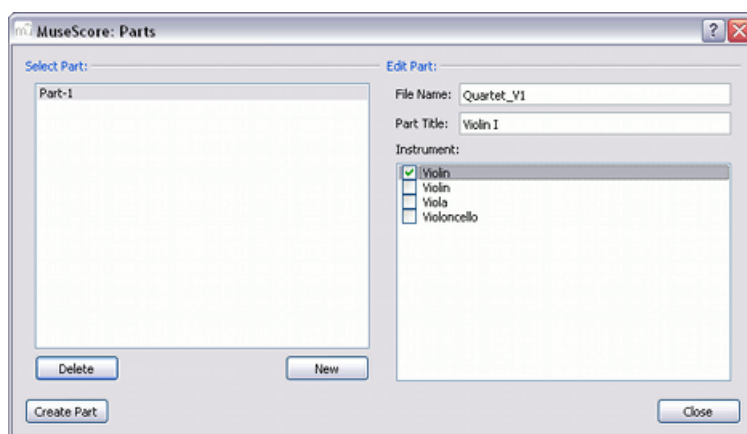 MuseScore: Parts
Select Part:
Part-1
Delete
New
Create Part
Edit Part:
File Name: Quartet_V1
Part Title: Violin I
Instrument:
Violin
Violin
Viola
Violoncello
Close